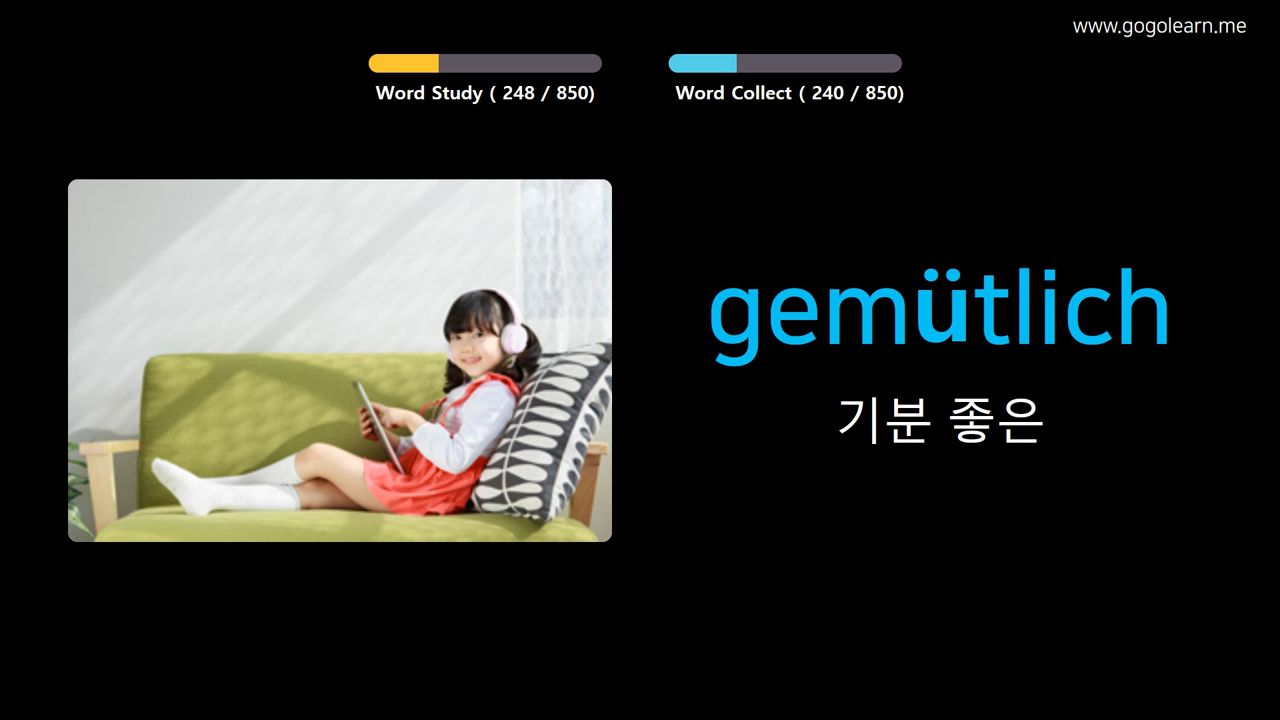 www.gogolearn.me
Word Study ( 248 / 850)
Word Collect ( 240 / 850)
gemütlich
기분 좋은